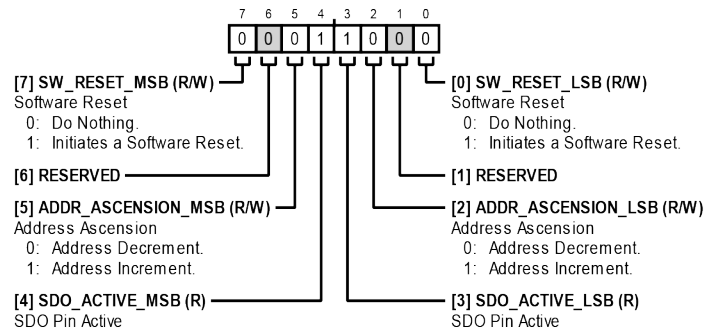 7 6 5 4 3 2 1 0
0 0 0 1 1 0 0 0
[7] SW_RESET_MSB (R/W)
Software Reset
0: Do Nothing.
1: Initiates a Software Reset.
[6] RESERVED
[5] ADDR_ASCENSION_MSB (R/W)
Address Ascension
0: Address Decrement.
1: Address Increment.
[4] SDO_ACTIVE_MSB (R)
SDO Pin Active
[0] SW_RESET_LSB (R/W)
Software Reset
0: Do Nothing.
1: Initiates a Software Reset.
[1] RESERVED
[2] ADDR_ASCENSION_LSB (R/W)
Address Ascension
0: Address Decrement.
1: Address Increment.
[3] SDO_ACTIVE_LSB (R)
SDO Pin Active